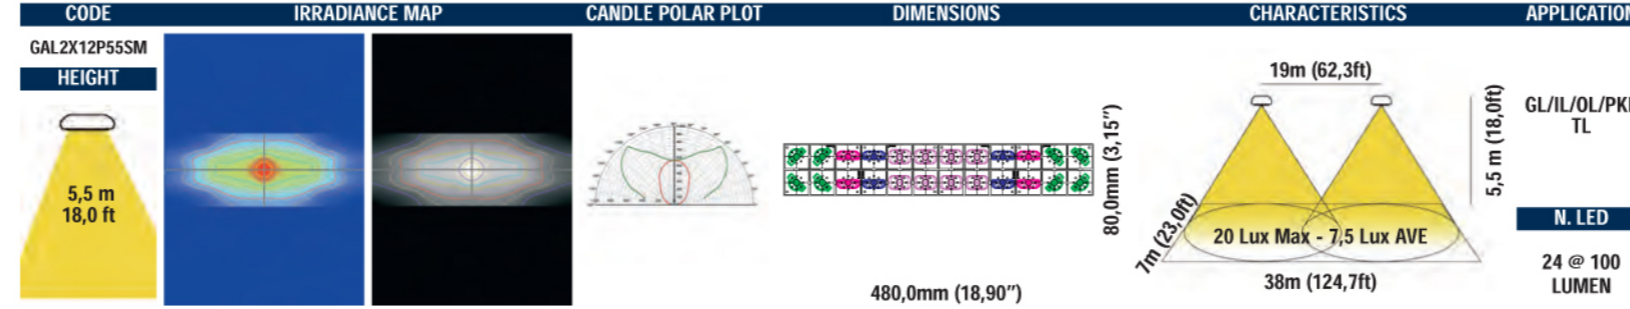 CODE
IRRADIANCE MAP
CANDLE POLAR PLOT
DIMENSIONS
CHARACTERISTICS
APPLICATION
GAL2X12P55SM
HEIGHT
5,5 m
18,0 ft
80,0mm (3,15”)
480,0mm (18,90”)
19m (62,3ft)
5,5 m (18,0ft)
7m (23,0ft)
20 Lux Max - 7,5 Lux AVE
38m (124,7ft)
GL/IL/OL/PK
TL
N. LED
24 @ 100
LUMEN